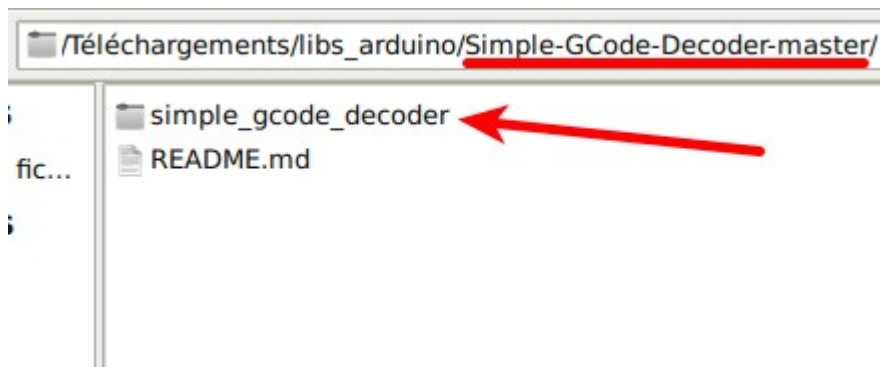 /Téléchargements/libs_arduino/Simple-GCode-Decoder-master/
simple_gcode_decoder
fic... README.md